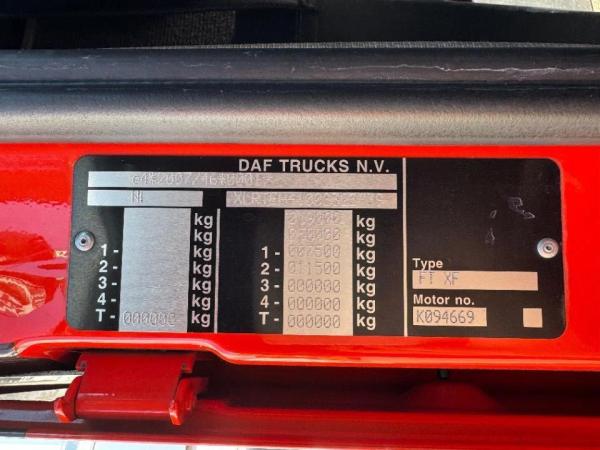 DAF TRUCKS N.V.
NL
kg
kg
kg
kg
1- kg 1- 007500 kg
2- kg 2- 011500 kg
3- kg 3- 000000 kg
4- kg 4- 000000 kg
T- 000000 kg T- 000000 kg
Type
FT XF
Motor no.
K094669